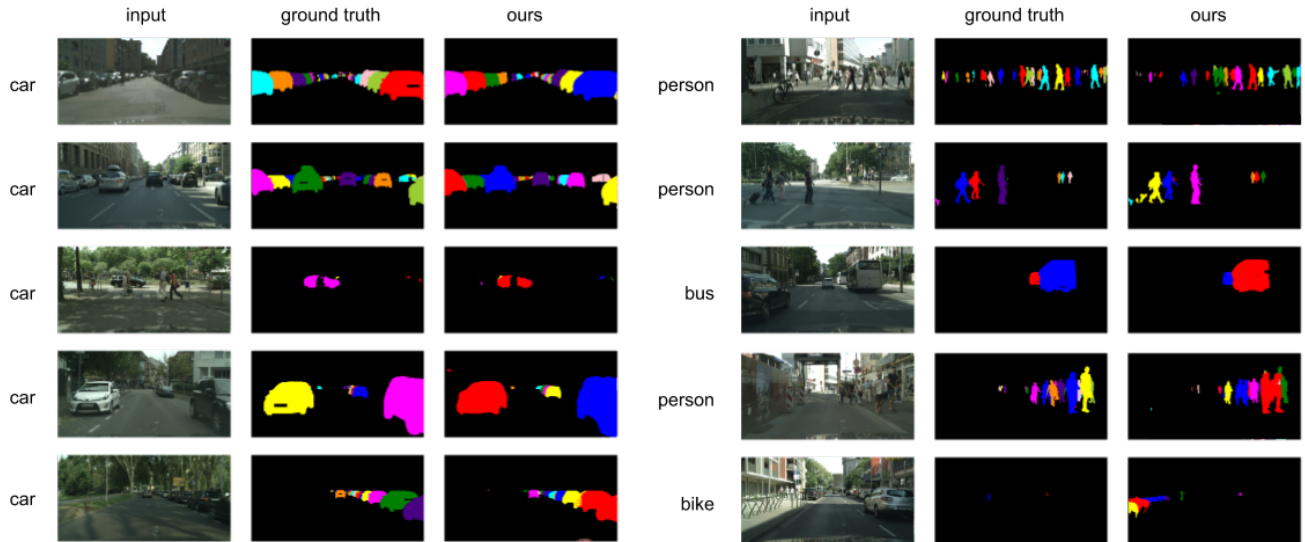 input ground truth ours input ground truth ours
car person
car person
car bus
car person
car bike